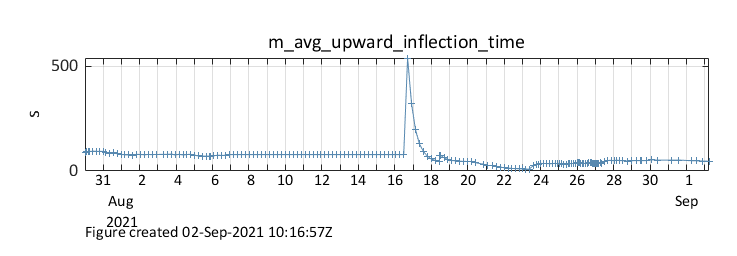 m_avg_upward_inflection_time
500
s
0
31 2 4 6 8 10 12 14 16 18 20 22 24 26 28 30 1
Aug Sep
2021
Figure created 02-Sep-2021 10:16:57Z